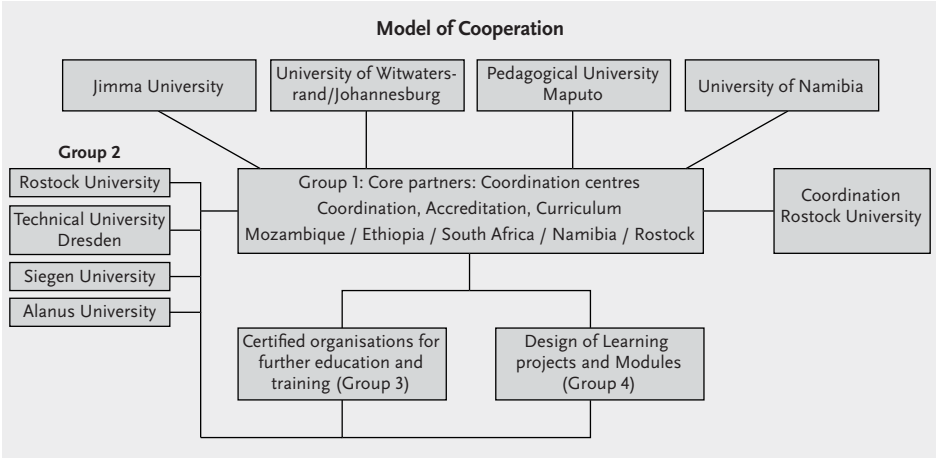 Model of Cooperation
Jimma University
University of Witwaters-
rand/Johannesburg
Pedagogical University
Maputo
University of Namibia
Group 2
Rostock University
Technical University
Dresden
Siegen University
Alanus University
Group 1: Core partners: Coordination centres
Coordination, Accreditation, Curriculum
Mozambique / Ethiopia / South Africa / Namibia / Rostock
Coordination
Rostock University
Certified organisations for
further education and
training (Group 3)
Design of Learning
projects and Modules
(Group 4)